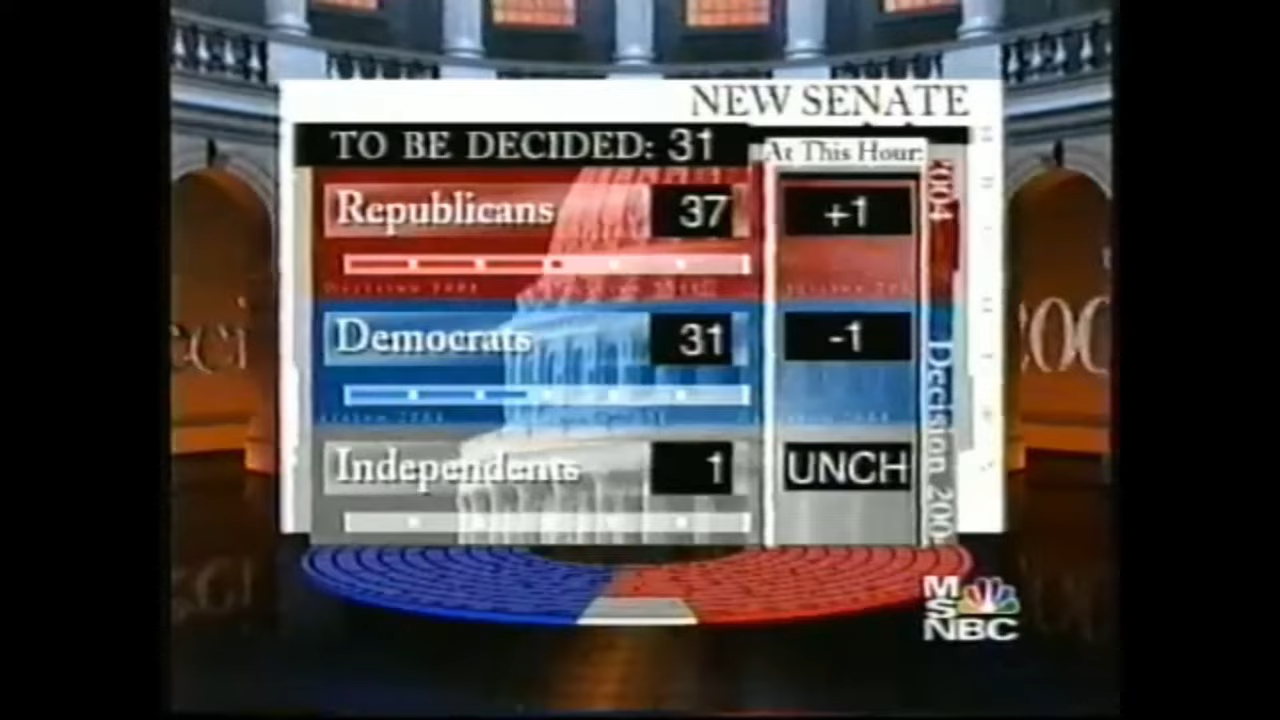 NEW SENATE
TO BE DECIDED: 31
At This Hour:
Republicans 37 +1
Democrats 31 -1
Independents 1 UNCH
2004
Decision 200
MSNBC